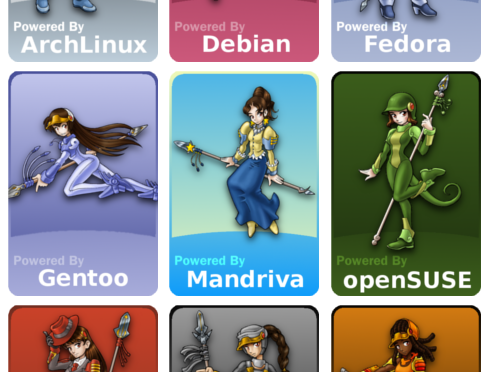 Powered By
ArchLinux
Powered By
Debian
Powered By
Fedora
Powered By
Gentoo
Powered By
Mandriva
Powered By
openSUSE